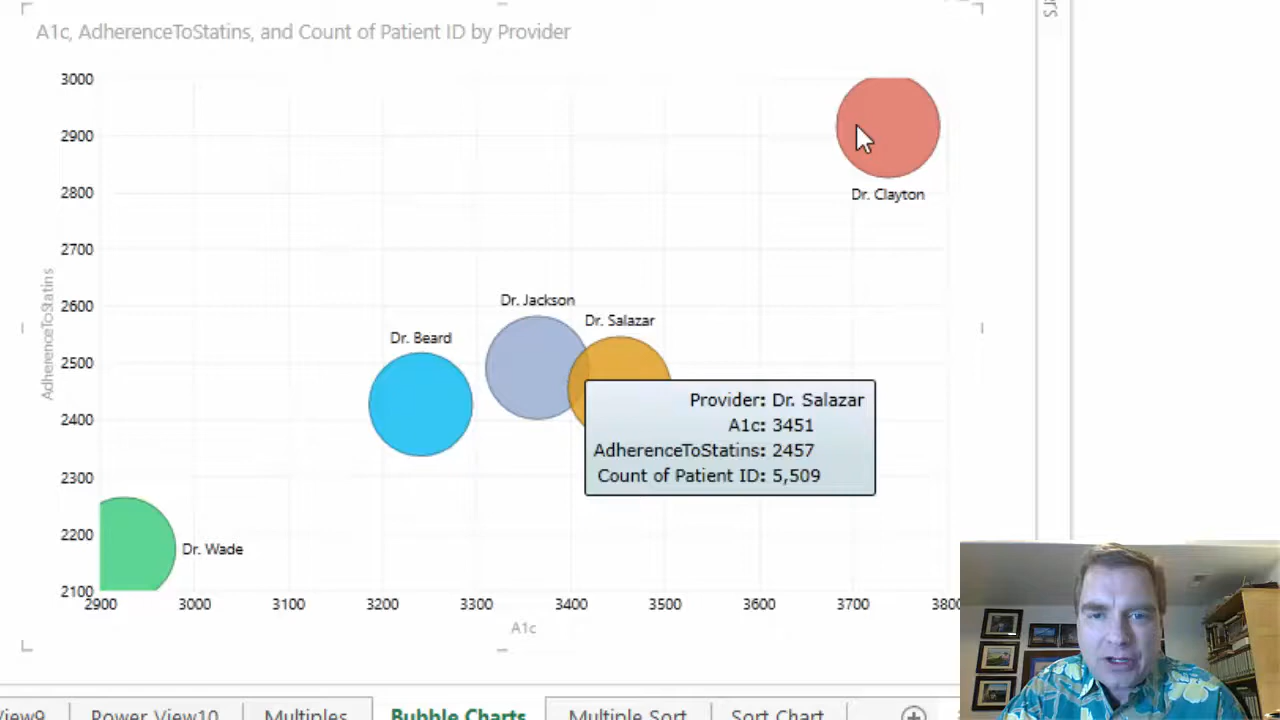 A1c, AdherenceToStatins, and Count of Patient ID by Provider
ers
3000
2900
2800
2700
2600
2500
2400
2300
2200
2100
AdherenceToStatins
Dr. Clayton
Dr. Jackson
Dr. Salazar
Dr. Beard
Dr. Wade
Provider: Dr. Salazar
A1c: 3451
AdherenceToStatins: 2457
Count of Patient ID: 5,509
2900 3000 3100 3200 3300 3400 3500 3600 3700 3800
A1c
View9 Power View10 Multiples Bubble Charts Multiple Sort Sort Chart